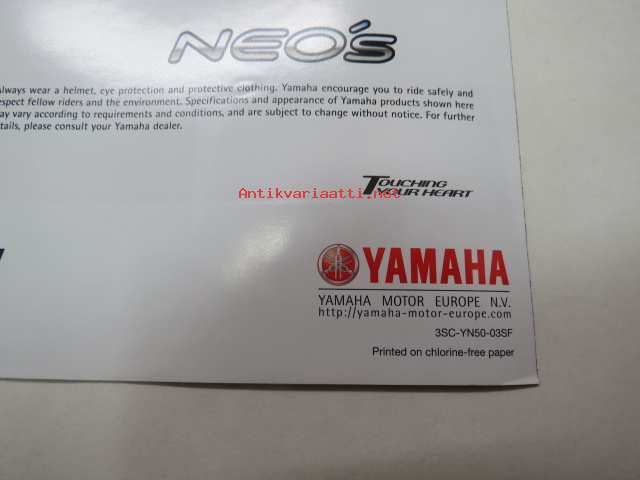 NEO's
Always wear a helmet, eye protection and protective clothing. Yamaha encourage you to ride safely and
respect fellow riders and the environment. Specifications and appearance of Yamaha products shown here
may vary according to requirements and conditions, and are subject to change without notice. For further
details, please consult your Yamaha dealer.
TOUCHING
YOUR HEART
Antikvariaatti.net
YAMAHA
YAMAHA MOTOR EUROPE N.V.
http://yamaha-motor-europe.com
3SC-YN50-03SF
Printed on chlorine-free paper